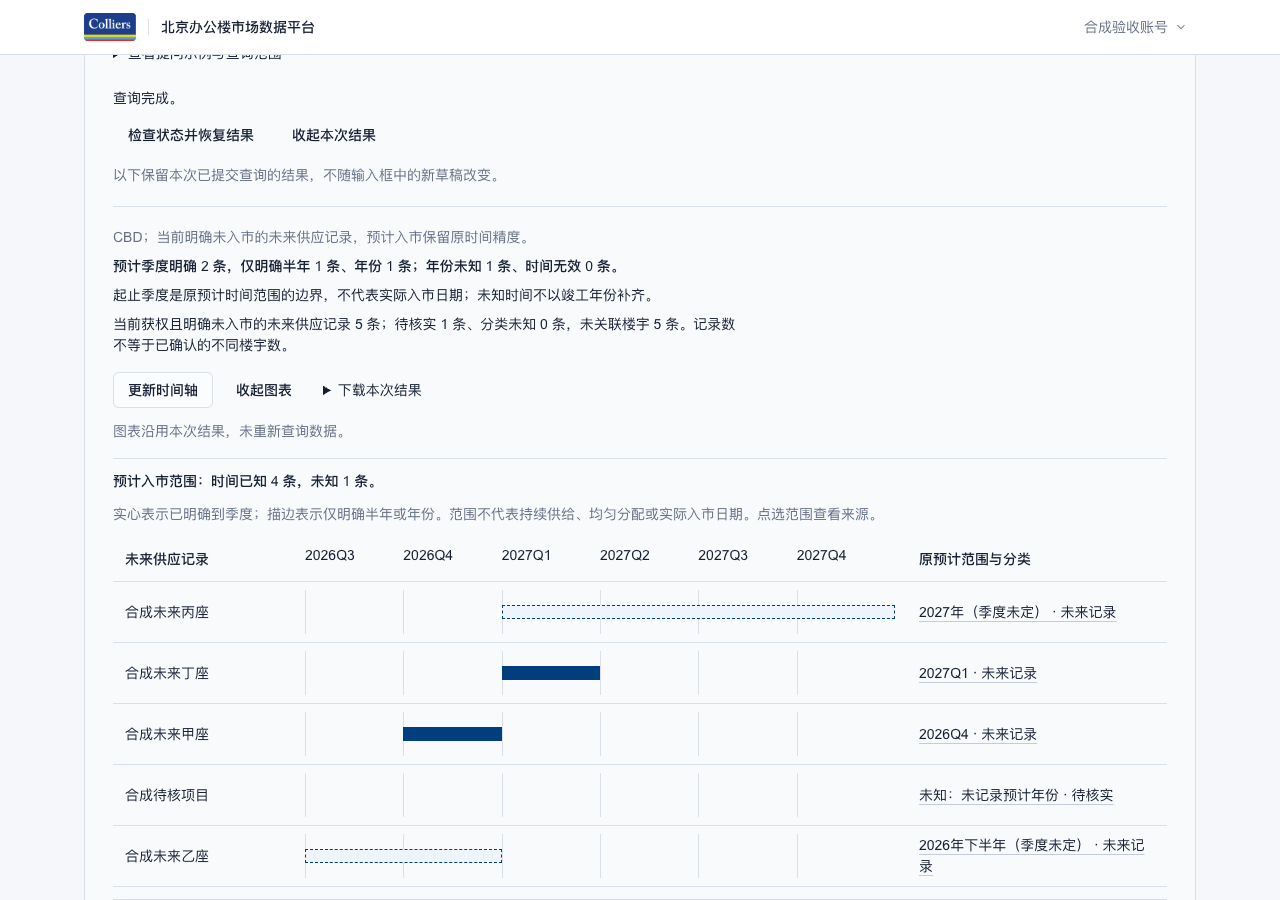 Colliers
北京办公楼市场数据平台
合成验收账号
查看提问示例与查询范围
查询完成。
检查状态并恢复结果
收起本次结果
以下保留本次已提交查询的结果，不随输入框中的新草稿改变。
CBD；当前明确未入市的未来供应记录，预计入市保留原时间精度。
预计季度明确 2 条，仅明确半年 1 条、年份 1 条；年份未知 1 条、时间无效 0 条。
起止季度是原预计时间范围的边界，不代表实际入市日期；未知时间不以竣工年份补齐。
当前获权且明确未入市的未来供应记录 5 条；待核实 1 条、分类未知 0 条，未关联楼宇 5 条。记录数
不等于已确认的不同楼宇数。
更新时间轴
收起图表
下载本次结果
图表沿用本次结果，未重新查询数据。
预计入市范围：时间已知 4 条，未知 1 条。
实心表示已明确到季度；描边表示仅明确半年或年份。范围不代表持续供给、均匀分配或实际入市日期。点选范围查看来源。
未来供应记录 2026Q3 2026Q4 2027Q1 2027Q2 2027Q3 2027Q4 原预计范围与分类
合成未来丙座 2027年（季度未定） · 未来记录
合成未来丁座 2027Q1 · 未来记录
合成未来甲座 2026Q4 · 未来记录
合成待核项目 未知：未记录预计年份 · 待核实
合成未来乙座 2026年下半年（季度未定） · 未来记
录